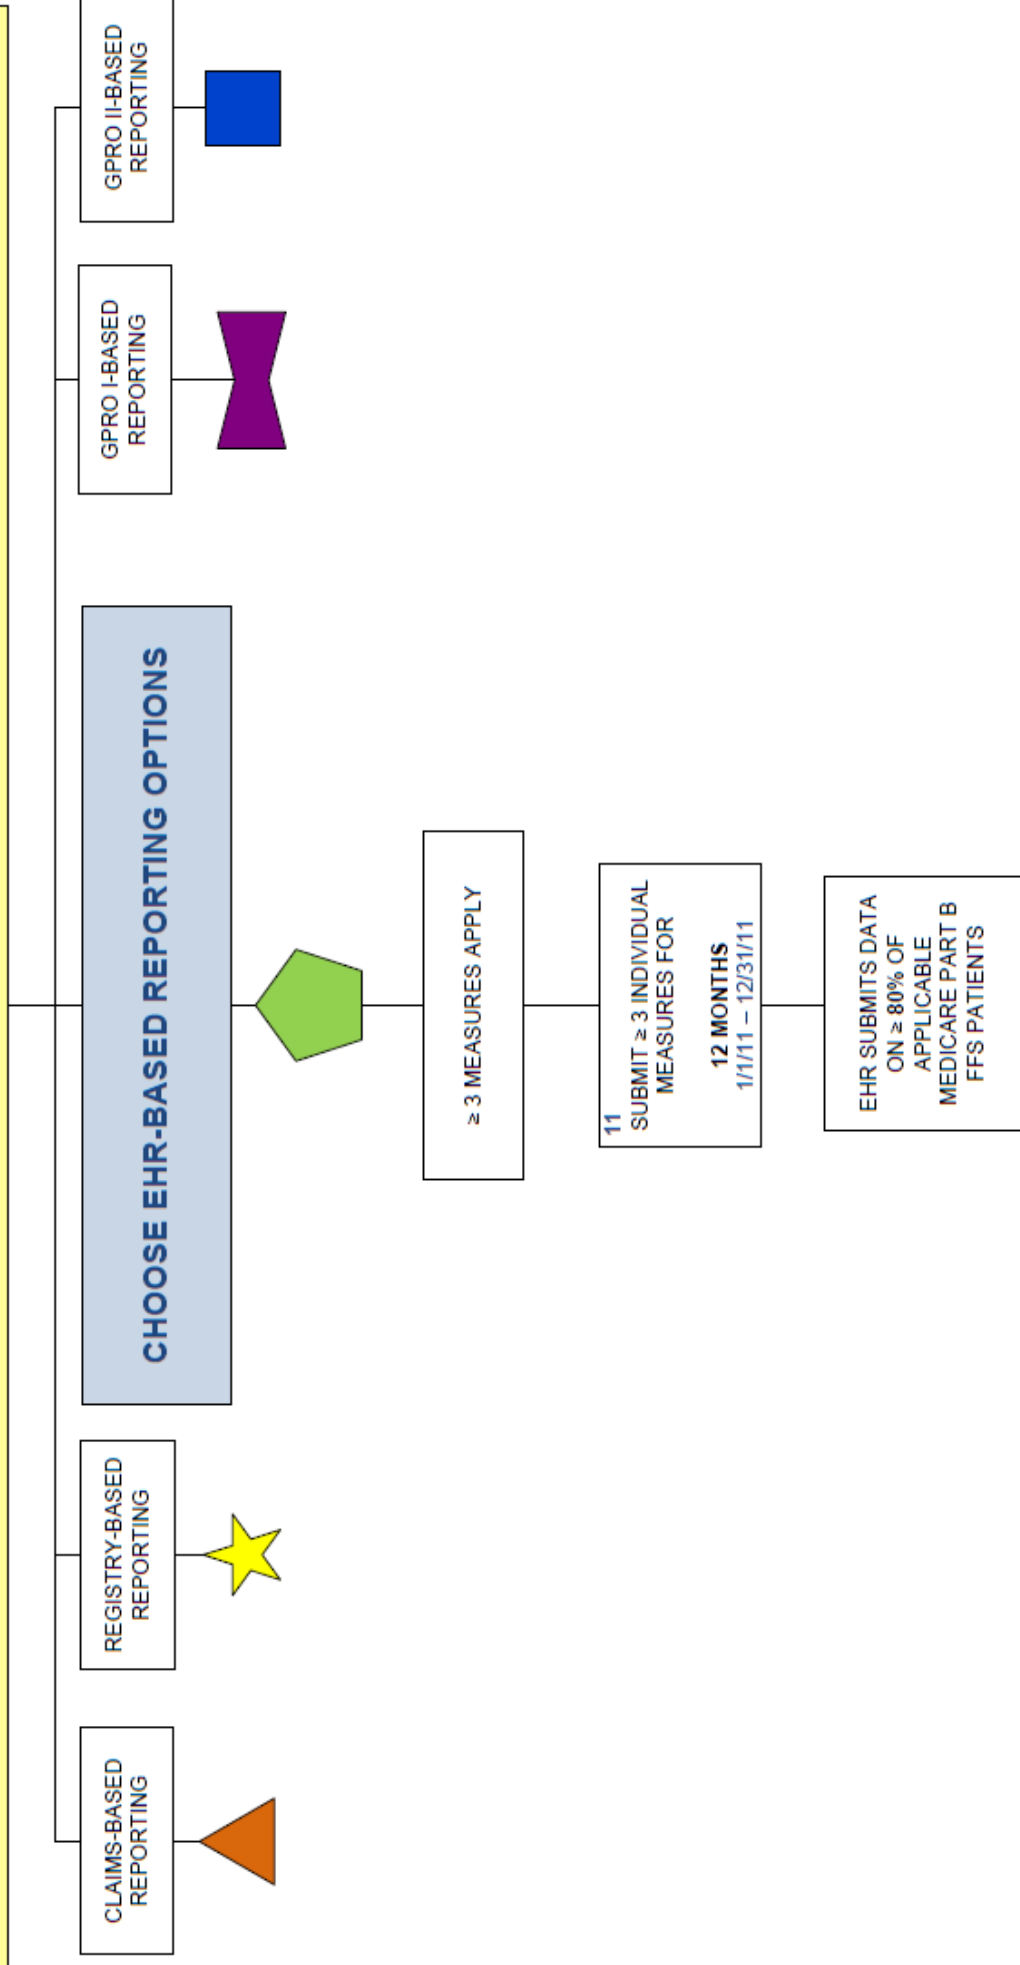 CLAIMS-BASED
REPORTING
REGISTRY-BASED
REPORTING
CHOOSE EHR-BASED REPORTING OPTIONS
GPRO I-BASED
REPORTING
GPRO II-BASED
REPORTING
≥ 3 MEASURES APPLY
11
SUBMIT ≥ 3 INDIVIDUAL
MEASURES FOR
12 MONTHS
1/1/11 – 12/31/11
EHR SUBMITS DATA
ON ≥ 80% OF
APPLICABLE
MEDICARE PART B
FFS PATIENTS